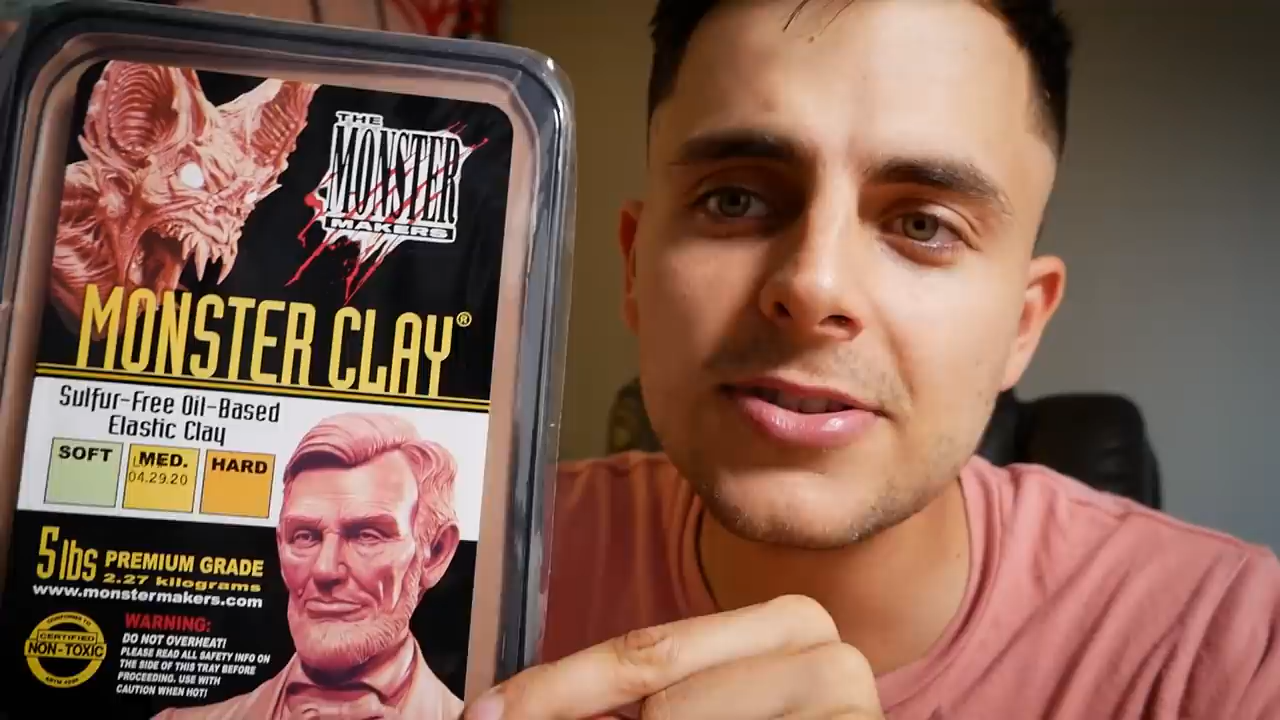 THE
MONSTER
MAKERS
MONSTER CLAY®
Sulfur-Free Oil-Based
Elastic Clay
SOFT
MED.
HARD
04.29.20
5 lbs PREMIUM GRADE
2.27 kilograms
www.monstermakers.com
CERTIFIED
NON-TOXIC
WARNING:
DO NOT OVERHEAT!
PLEASE READ ALL SAFETY INFO ON
THE SIDE OF THIS TRAY BEFORE
PROCEEDING. USE WITH
CAUTION WHEN HOT!